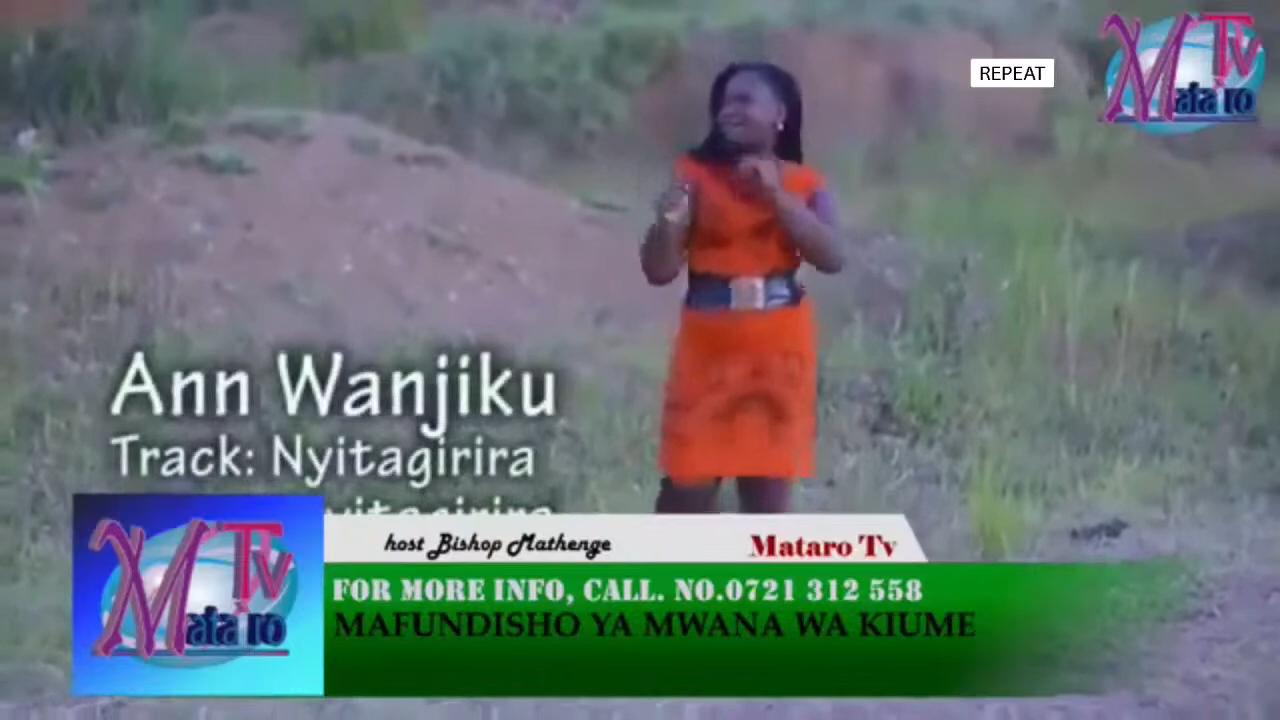 REPEAT
Mataro Tv
Ann Wanjiku
Track: Nyitagirira
Nyitagirira
host Bishop Mathenge
Mataro Tv
Mataro Tv
FOR MORE INFO, CALL. NO.0721 312 558
MAFUNDISHO YA MWANA WA KIUME